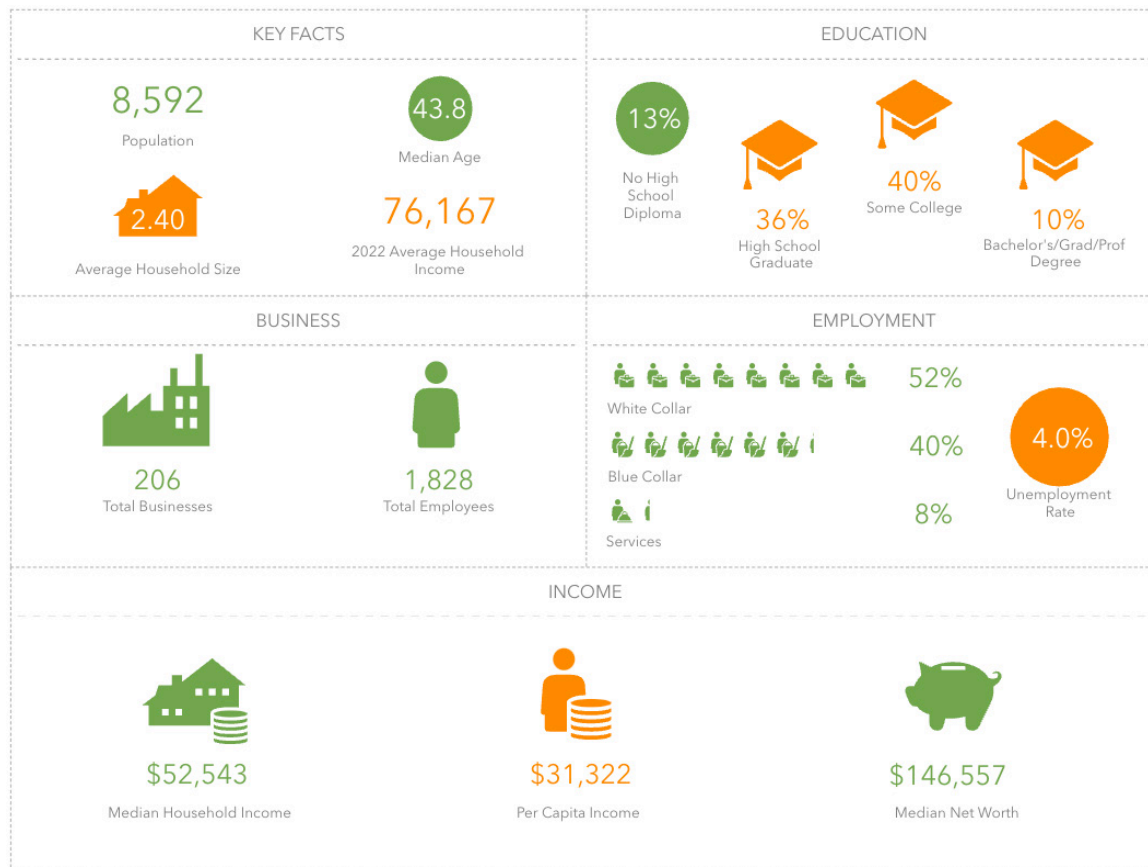 KEY FACTS
8,592
Population
43.8
Median Age
2.40
Average Household Size
76,167
2022 Average Household
Income
EDUCATION
13%
No High
School
Diploma
36%
High School
Graduate
40%
Some College
10%
Bachelor's/Grad/Prof
Degree
BUSINESS
206
Total Businesses
1,828
Total Employees
EMPLOYMENT
52%
White Collar
40%
Blue Collar
8%
Services
4.0%
Unemployment
Rate
INCOME
$52,543
Median Household Income
$31,322
Per Capita Income
$146,557
Median Net Worth